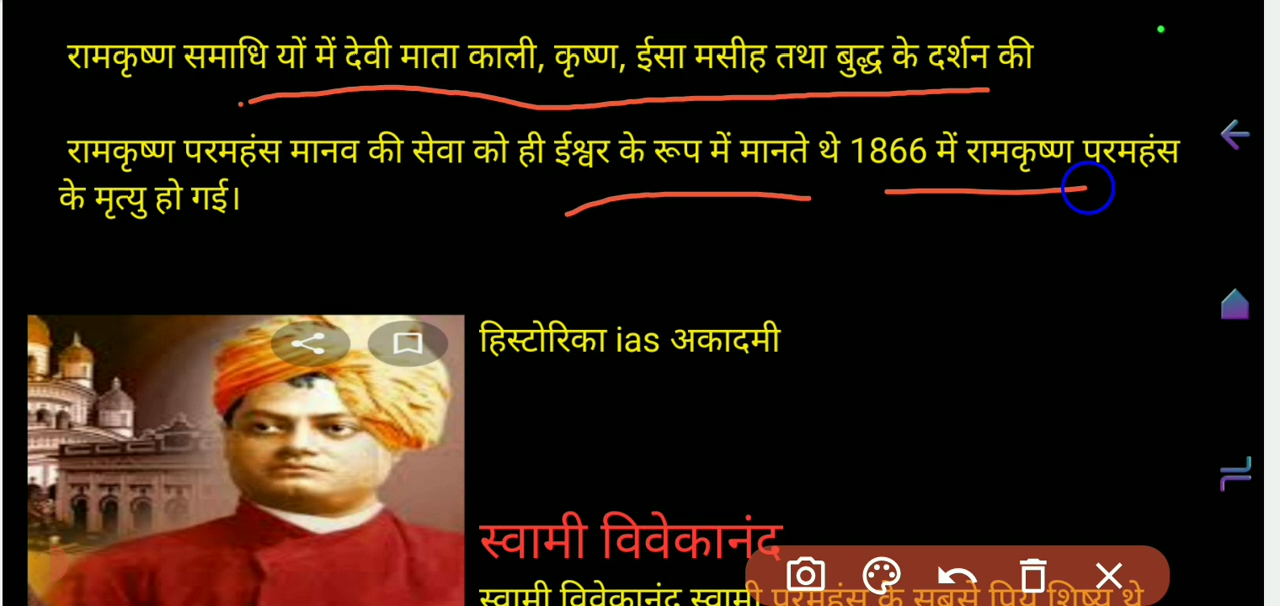 रामकृष्ण समाधि यों में देवी माता काली, कृष्ण, ईसा मसीह तथा बुद्ध के दर्शन की
रामकृष्ण परमहंस मानव की सेवा को ही ईश्वर के रूप में मानते थे 1866 में रामकृष्ण परमहंस
के मृत्यु हो गई।
हिस्टोरिका ias अकादमी
स्वामी विवेकानंद
स्वामी विवेकानंद स्वामी परमहंस के सबसे प्रिय शिष्य थे